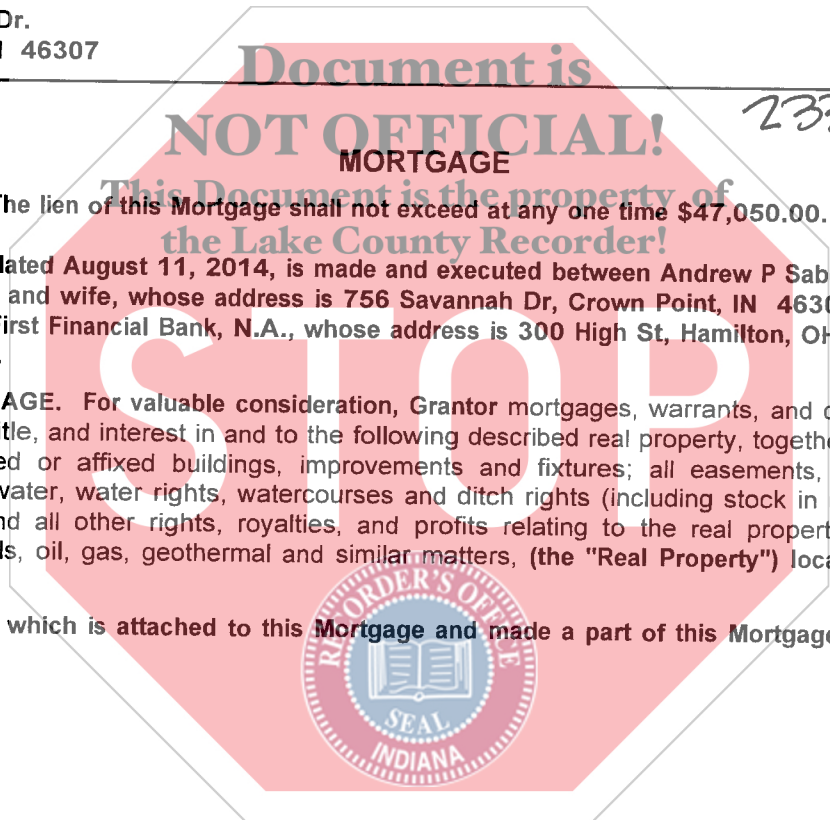 Dr.
46307
233
Document is
NOT OFFICIAL!
MORTGAGE
This Document is the property of
The lien of this Mortgage shall not exceed at any one time $47,050.00.
the Lake County Recorder!
dated August 11, 2014, is made and executed between Andrew P Sab
and wife, whose address is 756 Savannah Dr, Crown Point, IN 4630
First Financial Bank, N.A., whose address is 300 High St, Hamilton, OH
STOP
AGE. For valuable consideration, Grantor mortgages, warrants, and c
itle, and interest in and to the following described real property, togethe
ed or affixed buildings, improvements and fixtures; all easements,
water, water rights, watercourses and ditch rights (including stock in
nd all other rights, royalties, and profits relating to the real propert
ls, oil, gas, geothermal and similar matters, (the "Real Property") loca
which is attached to this Mortgage and made a part of this Mortgage
RECORDER'S OFFICE
SEAL
INDIANA